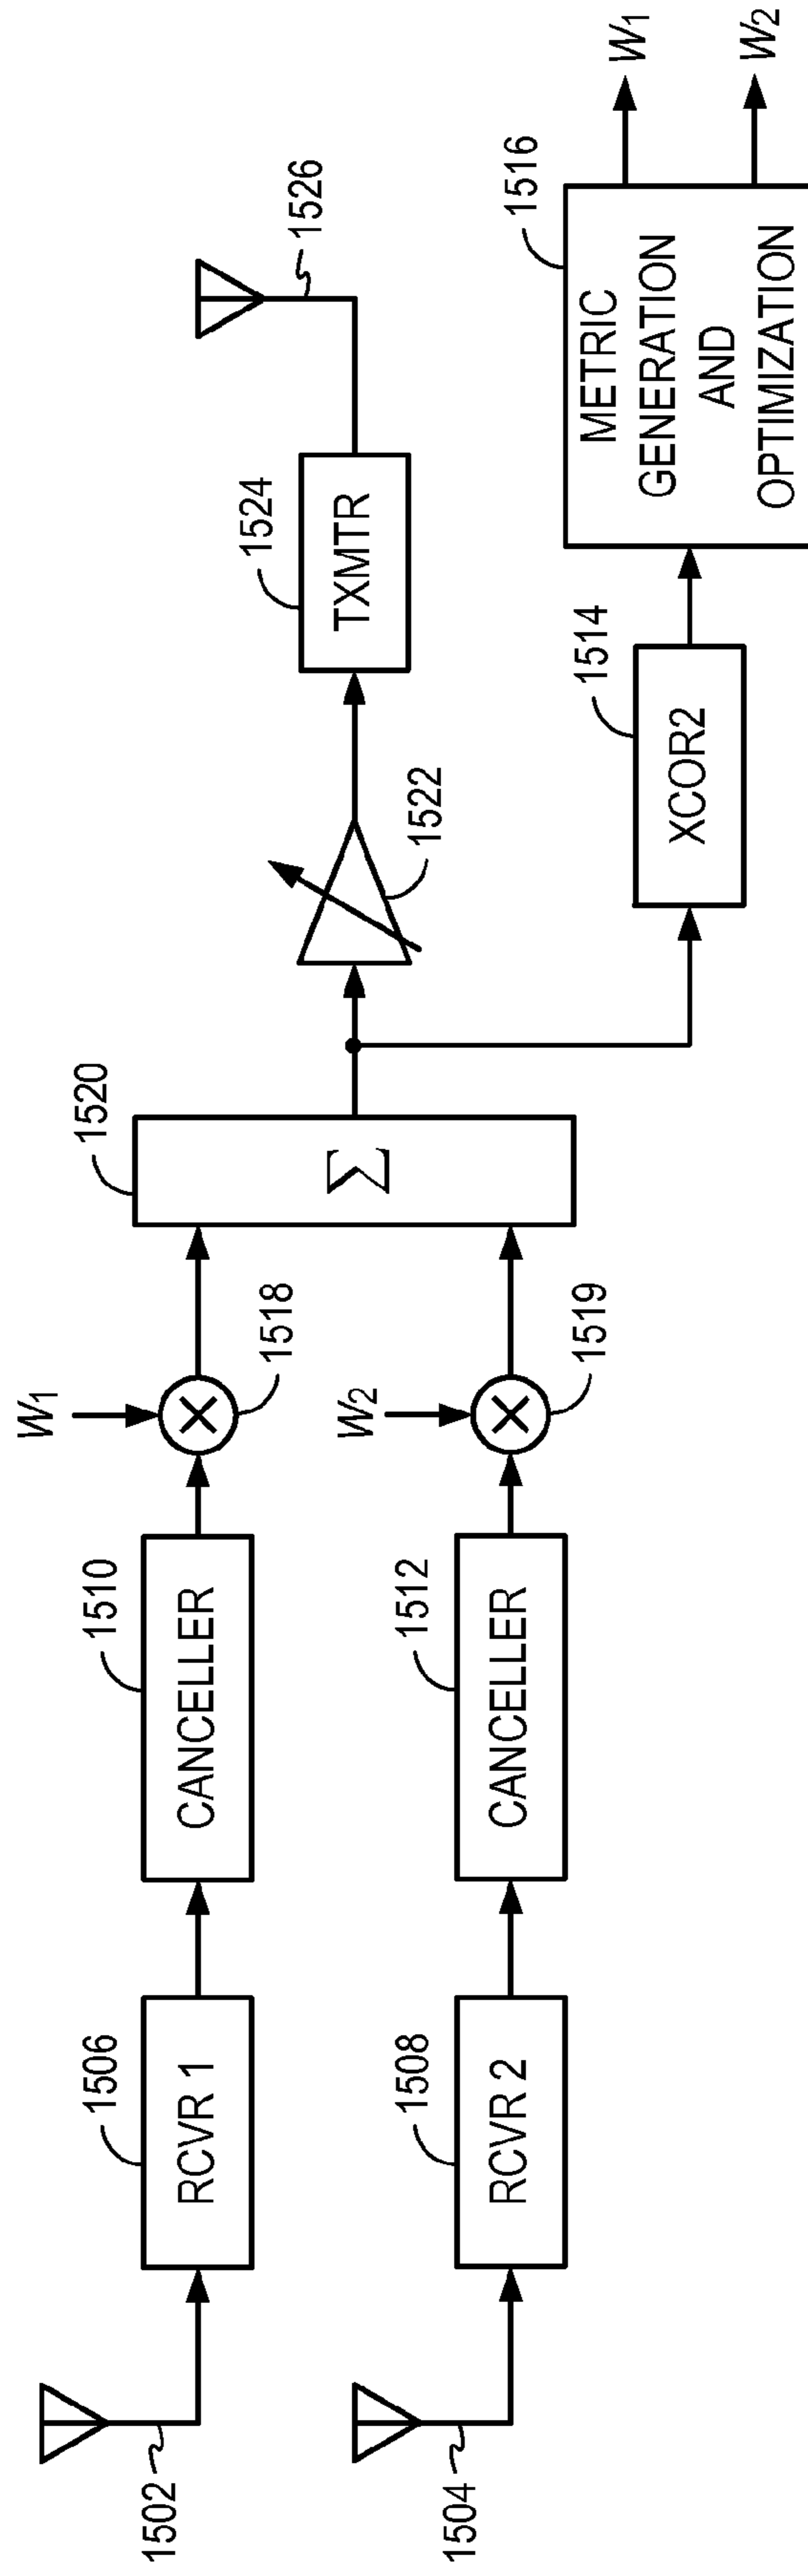 1502
1506
RCVR 1
1510
CANCELLER
W1
1518
1504
1508
RCVR 2
1512
CANCELLER
W2
1519
1520
Σ
1522
1524
TXMTR
1526
1514
XCOR2
1516
METRIC
GENERATION
AND
OPTIMIZATION
W1
W2